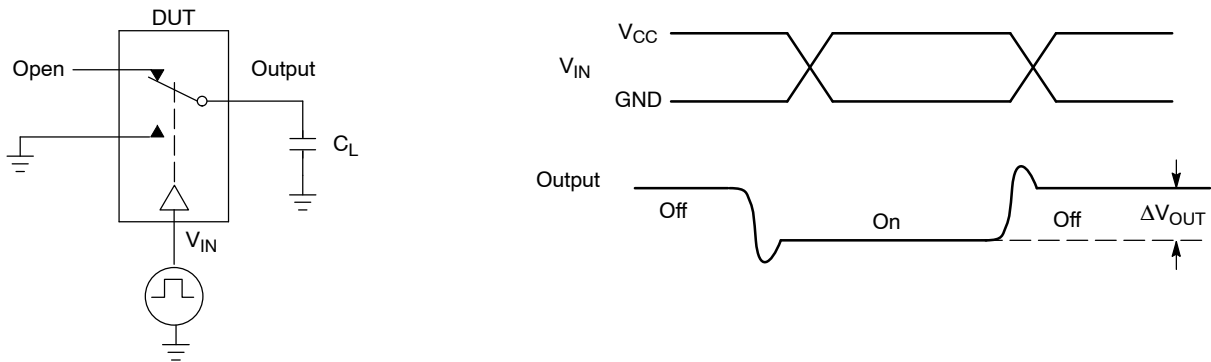 DUT
Open
Output
C_L
V_IN
V_CC
V_IN
GND
Output
Off
On
Off
ΔV_OUT